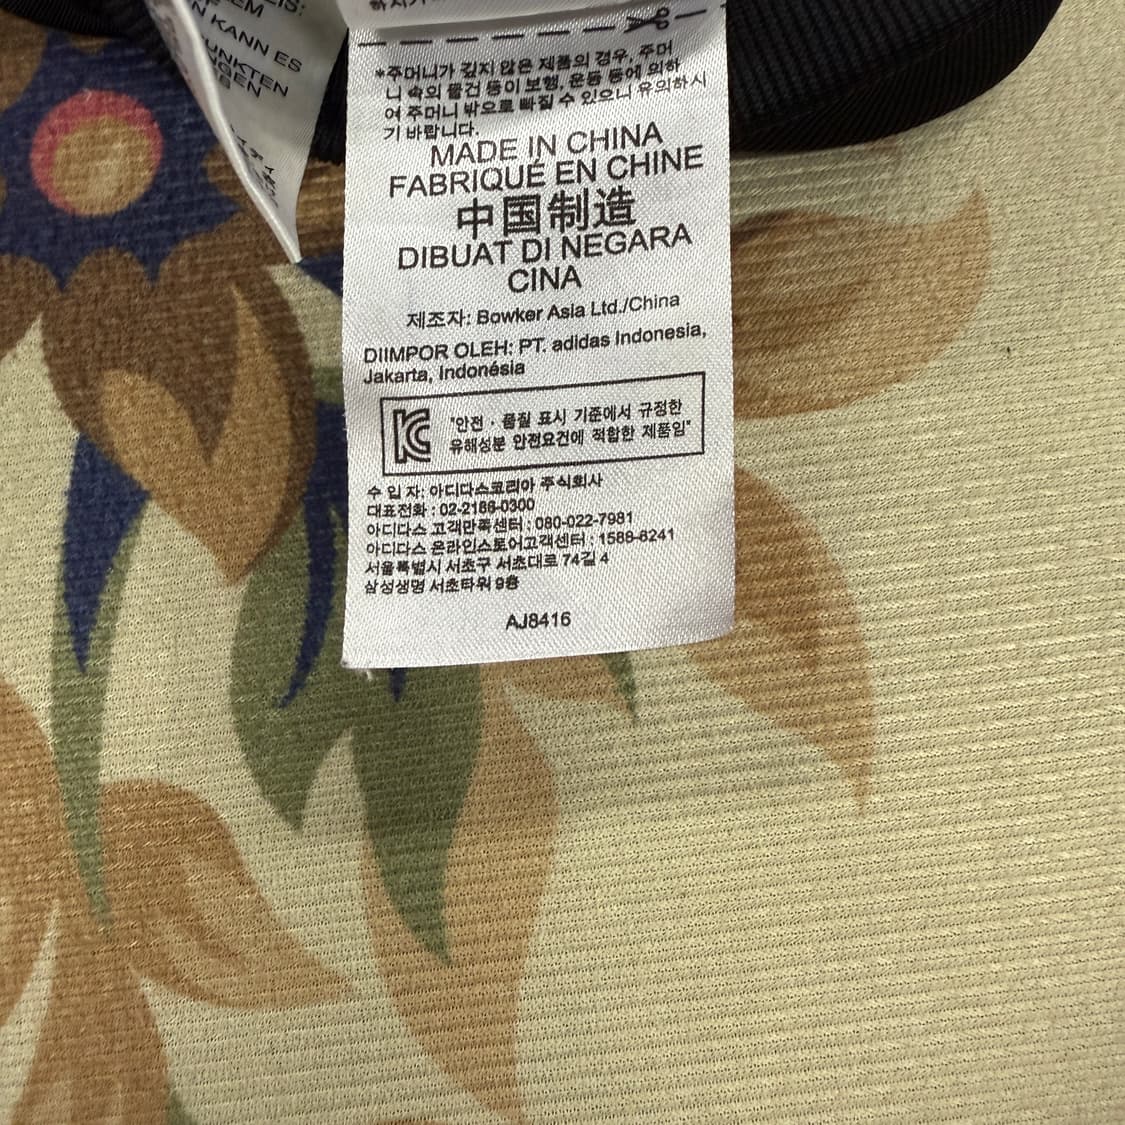 EIS:
EM
N KANN ES
UNKTEN
GEN
*주머니가 깊지 않은 제품의 경우, 주머
니 속의 물건 등이 보행, 운동 등에 의하
여 주머니 밖으로 빠질 수 있으니 유의하시
기 바랍니다.
MADE IN CHINA
FABRIQUÉ EN CHINE
中国制造
DIBUAT DI NEGARA
CINA
제조자: Bowker Asia Ltd./China
DIIMPOR OLEH: PT. adidas Indonesia,
Jakarta, Indonésia
"안전 · 품질 표시 기준에서 규정한
유해성분 안전요건에 적합한 제품임"
수 입 자: 아디다스코리아 주식회사
대표전화 : 02-2186-0300
아디다스 고객만족센터 : 080-022-7981
아디다스 온라인스토어고객센터 : 1588-8241
서울특별시 서초구 서초대로 74길 4
삼성생명 서초타워 9층
AJ8416